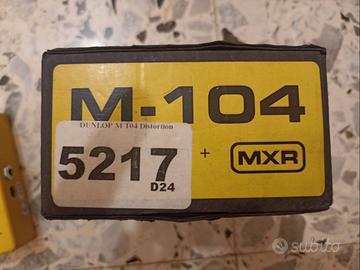 M-104
DUNLOP M 104 Distortion
5217
D24
+
MXR
subito